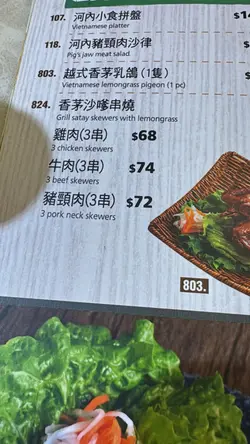 107. 河內小食拼盤
Vietnamese platter
$1
118. 河內豬頸肉沙律
Pig's jaw meat salad
803. 越式香茅乳鴿(1隻)
Vietnamese lemongrass pigeon (1 pc)
824. 香茅沙嗲串燒
Grill satay skewers with lemongrass
雞肉(3串) $68
3 chicken skewers
牛肉(3串) $74
3 beef skewers
豬頸肉(3串) $72
3 pork neck skewers
803.